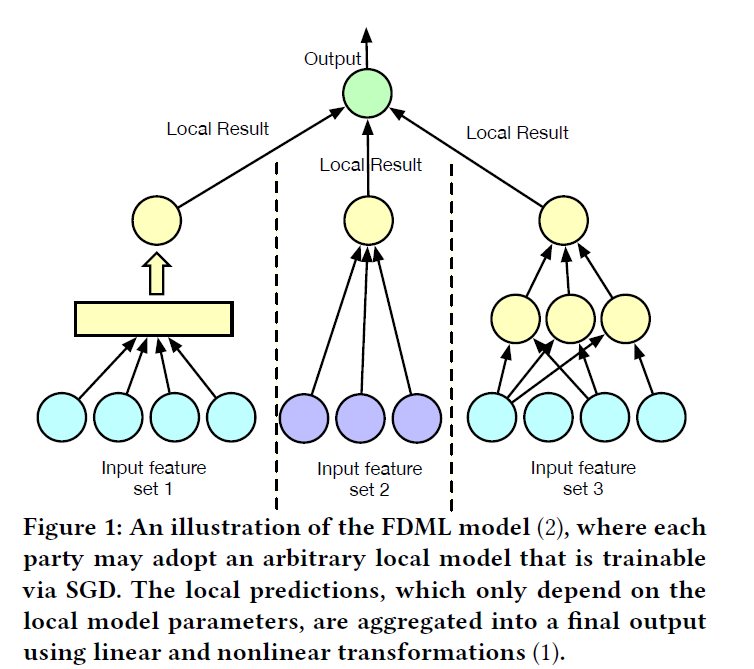 Output
Local Result
Local Result
Local Result
Input feature
set 1
Input feature
set 2
Input feature
set 3
Figure 1: An illustration of the FDML model (2), where each
party may adopt an arbitrary local model that is trainable
via SGD. The local predictions, which only depend on the
local model parameters, are aggregated into a final output
using linear and nonlinear transformations (1).